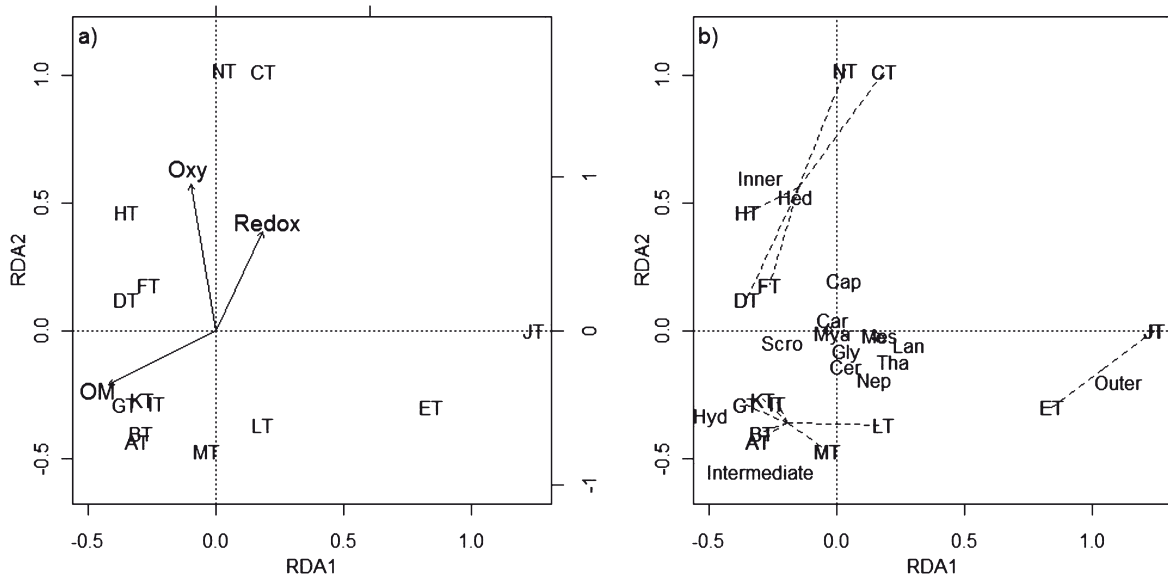 a)
NT CT
1.0
Oxy
1
0.5
HT
Redox
RDA2
FT
DT
0.0
JT
0
OM
GT KT IT
ET
BT
AT
LT
MT
-0.5
-1
-0.5 0.0 0.5 1.0
RDA1
b)
NT CT
1.0
Inner
Hed
0.5
HT
RDA2
Cap
FT
DT
Car
0.0
Mya
JT
Scro
Lan
Gly
Tha
Cer
Nep
Outer
GT KT IT
ET
Hyd
BT
AT
LT
MT
-0.5
Intermediate
-0.5 0.0 0.5 1.0
RDA1